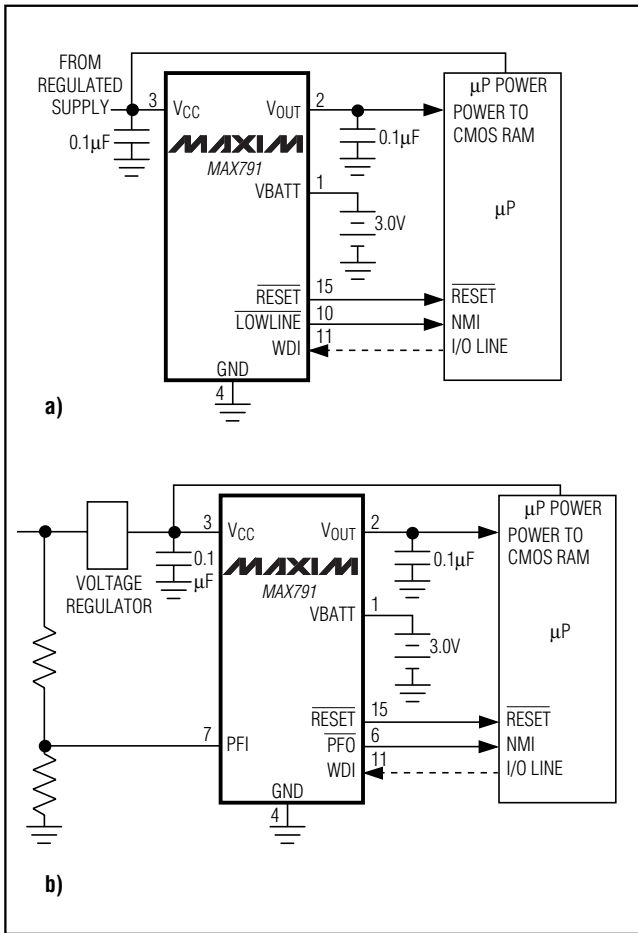 FROM
REGULATED
SUPPLY
0.1µF
3
VCC
VOUT
2
MAXIM
MAX791
0.1µF
VBATT
1
3.0V
RESET
15
LOWLINE
10
WDI
11
GND
4
µP POWER
POWER TO
CMOS RAM
µP
RESET
NMI
I/O LINE
a)
VOLTAGE
REGULATOR
3
0.1
µF
VCC
VOUT
2
MAXIM
MAX791
0.1µF
VBATT
1
3.0V
7
PFI
RESET
15
PFO
6
WDI
11
GND
4
µP POWER
POWER TO
CMOS RAM
µP
RESET
NMI
I/O LINE
b)